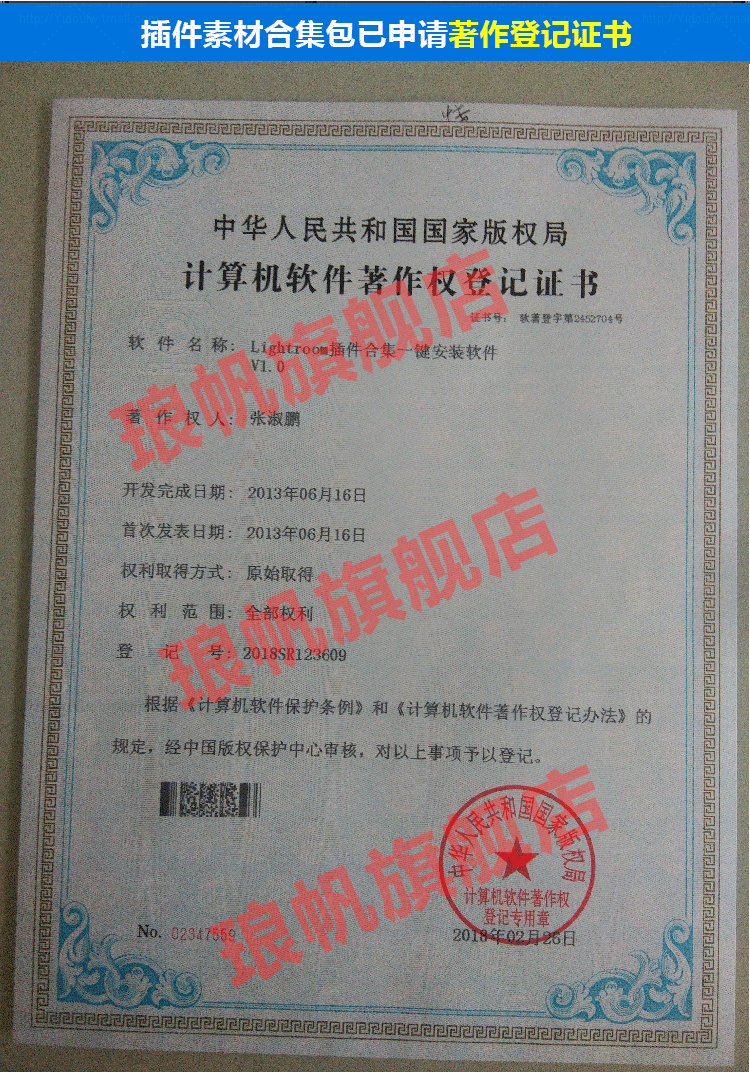 插件素材合集包已申请著作登记证书
中华人民共和国国家版权局
计算机软件著作权登记证书
证书号： 软著登字第2452704号
软件名称： Lightroom插件合集一键安装软件
V1.0
著作权人： 张淑鹏
开发完成日期： 2013年06月16日
首次发表日期： 2013年06月16日
权利取得方式： 原始取得
权利范围： 全部权利
登记号： 2018SR123609
根据《计算机软件保护条例》和《计算机软件著作权登记办法》的
规定，经中国版权保护中心审核，对以上事项予以登记。
中华人民共和国国家版权局
计算机软件著作权
登记专用章
No. 02347559
2018年02月26日
琅帆旗舰店
琅帆旗舰店
琅帆旗舰店